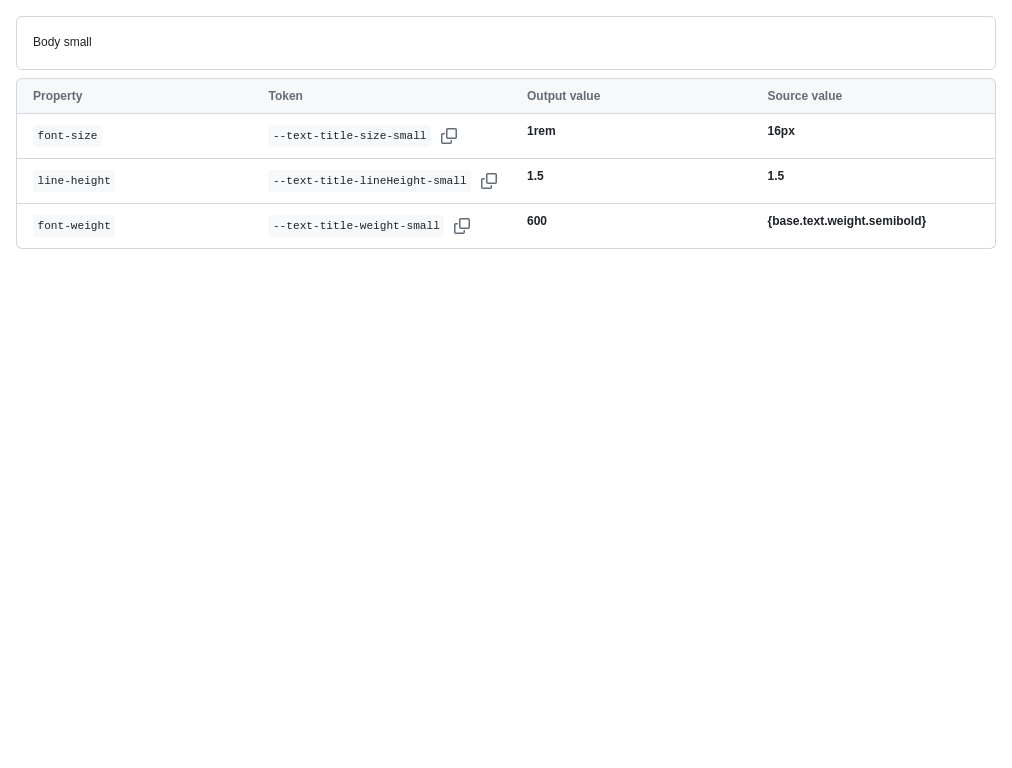 Body small
Property Token Output value Source value
font-size --text-title-size-small 1rem 16px
line-height --text-title-lineHeight-small 1.5 1.5
font-weight --text-title-weight-small 600 {base.text.weight.semibold}